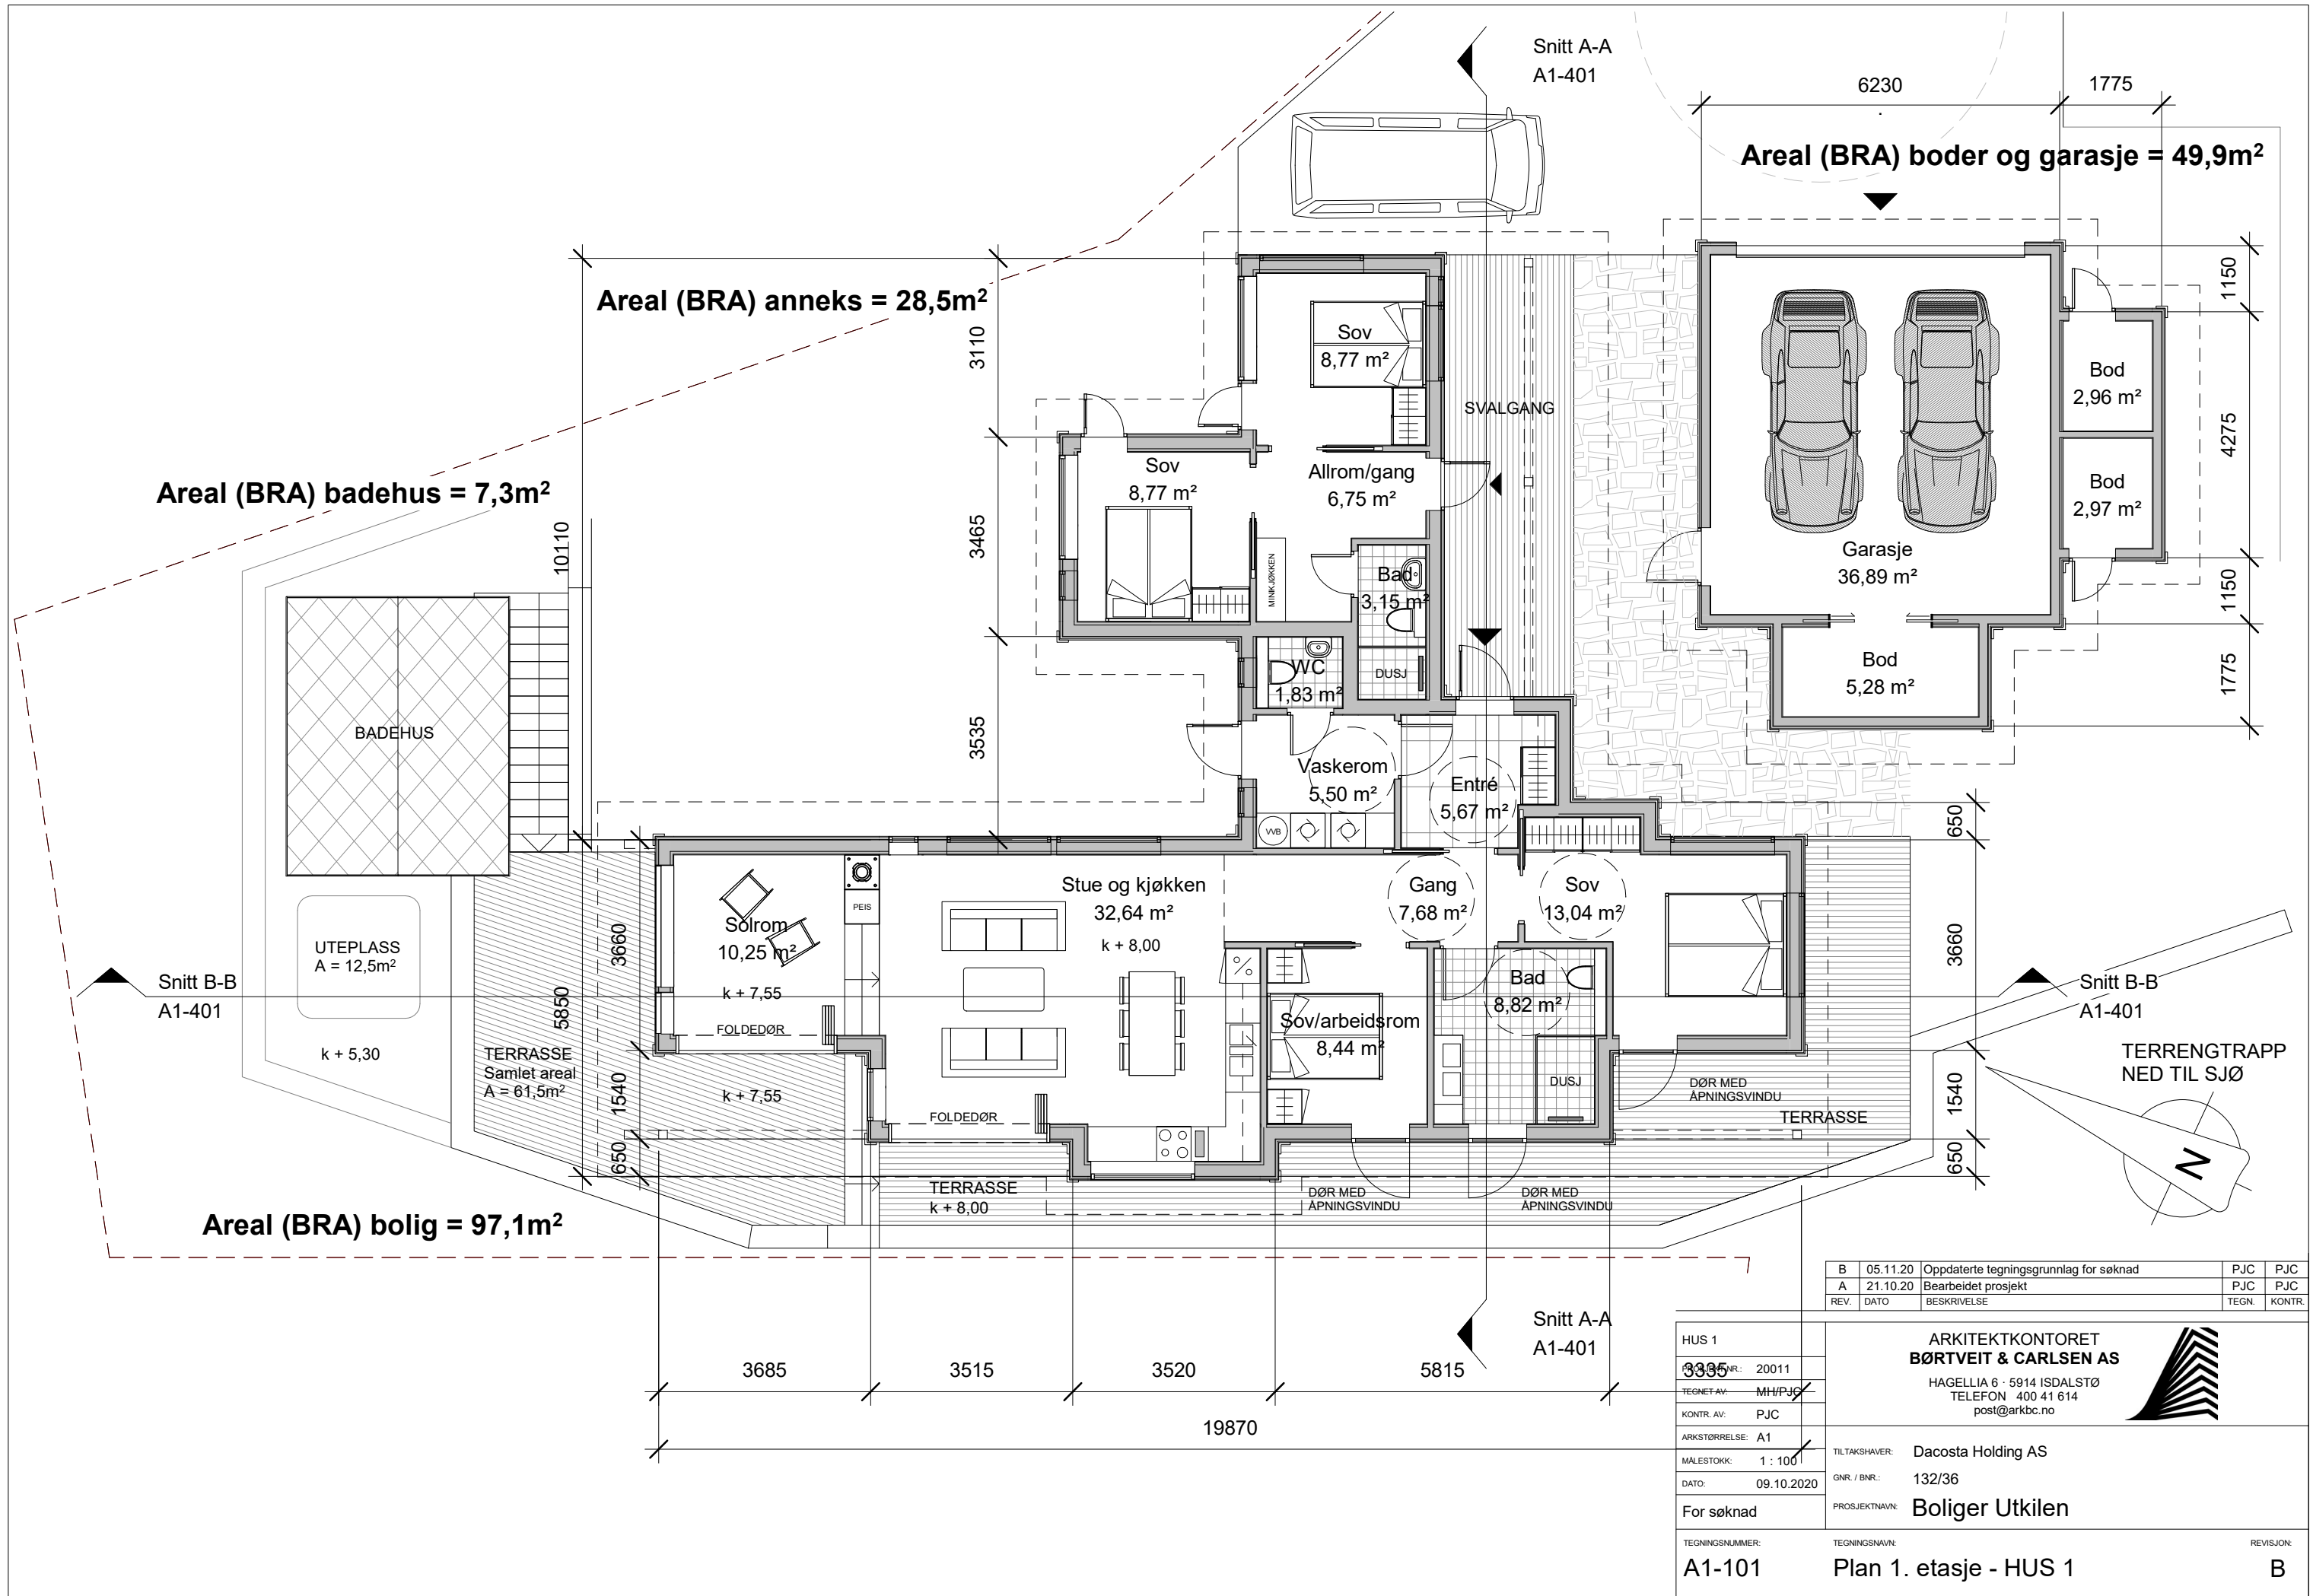 Snitt A-A
A1-401
6230
1775
Areal (BRA) boder og garasje = 49,9m²
Areal (BRA) anneks = 28,5m²
Areal (BRA) badehus = 7,3m²
10110
3110
3465
3535
Sov
8,77 m²
SVALGANG
Sov
8,77 m²
Allrom/gang
6,75 m²
MINKJØKKEN
Bad
3,15 m²
DUSJ
WC
1,83 m²
Vaskerom
5,50 m²
VVB
Entré
5,67 m²
Garasje
36,89 m²
Bod
2,96 m²
Bod
2,97 m²
Bod
5,28 m²
1150
4275
1150
1775
BADEHUS
UTEPLASS
A = 12,5m²
k + 5,30
Snitt B-B
A1-401
TERRASSE
Samlet areal
A = 61,5m²
5850
3660
1540
650
Solrom
10,25 m²
k + 7,55
FOLDEDØR
k + 7,55
PEIS
Stue og kjøkken
32,64 m²
k + 8,00
FOLDEDØR
TERRASSE
k + 8,00
Gang
7,68 m²
Sov
13,04 m²
Sov/arbeidsrom
8,44 m²
Bad
8,82 m²
DUSJ
DØR MED
ÅPNINGSVINDU
DØR MED
ÅPNINGSVINDU
DØR MED
ÅPNINGSVINDU
TERRASSE
650
3660
1540
650
Snitt B-B
A1-401
TERRENGTRAPP
NED TIL SJØ
N
Areal (BRA) bolig = 97,1m²
Snitt A-A
A1-401
3685
3515
3520
5815
3335
19870
B 05.11.20 Oppdaterte tegningsgrunnlag for søknad PJC PJC
A 21.10.20 Bearbeidet prosjekt PJC PJC
REV. DATO BESKRIVELSE TEGN. KONTR.
HUS 1
PROSJEKTNR.: 20011
TEGNET AV: MH/PJC
KONTR. AV: PJC
ARKSTØRRELSE: A1
MÅLESTOKK: 1 : 100
DATO: 09.10.2020
For søknad
ARKITEKTKONTORET
BØRTVEIT & CARLSEN AS
HAGELLIA 6 · 5914 ISDALSTØ
TELEFON 400 41 614
post@arkbc.no
TILTAKSHAVER: Dacosta Holding AS
GNR. / BNR.: 132/36
PROSJEKTNAVN: Boliger Utkilen
TEGNINGSNUMMER:
A1-101
TEGNINGSNAVN:
Plan 1. etasje - HUS 1
REVISJON:
B